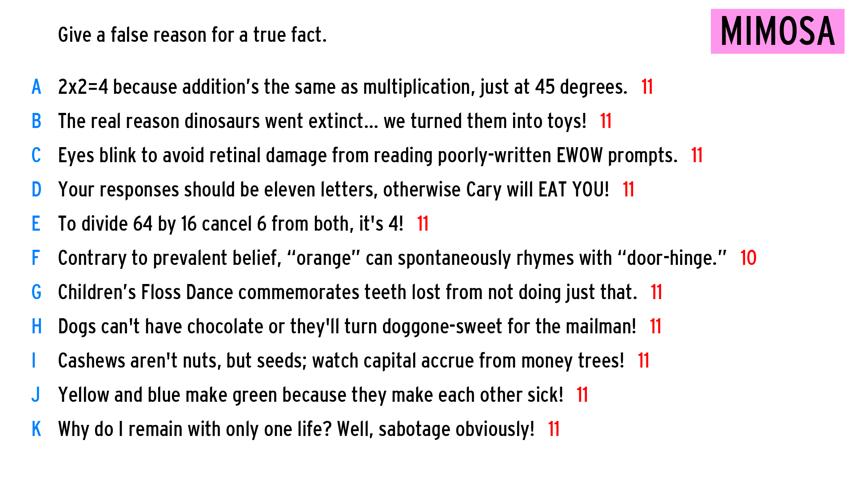 Give a false reason for a true fact.
MIMOSA
A 2x2=4 because addition's the same as multiplication, just at 45 degrees. 11
B The real reason dinosaurs went extinct... we turned them into toys! 11
C Eyes blink to avoid retinal damage from reading poorly-written EWOW prompts. 11
D Your responses should be eleven letters, otherwise Cary will EAT YOU! 11
E To divide 64 by 16 cancel 6 from both, it's 4! 11
F Contrary to prevalent belief, “orange” can spontaneously rhymes with “door-hinge.” 10
G Children's Floss Dance commemorates teeth lost from not doing just that. 11
H Dogs can't have chocolate or they'll turn doggone-sweet for the mailman! 11
I Cashews aren't nuts, but seeds; watch capital accrue from money trees! 11
J Yellow and blue make green because they make each other sick! 11
K Why do I remain with only one life? Well, sabotage obviously! 11